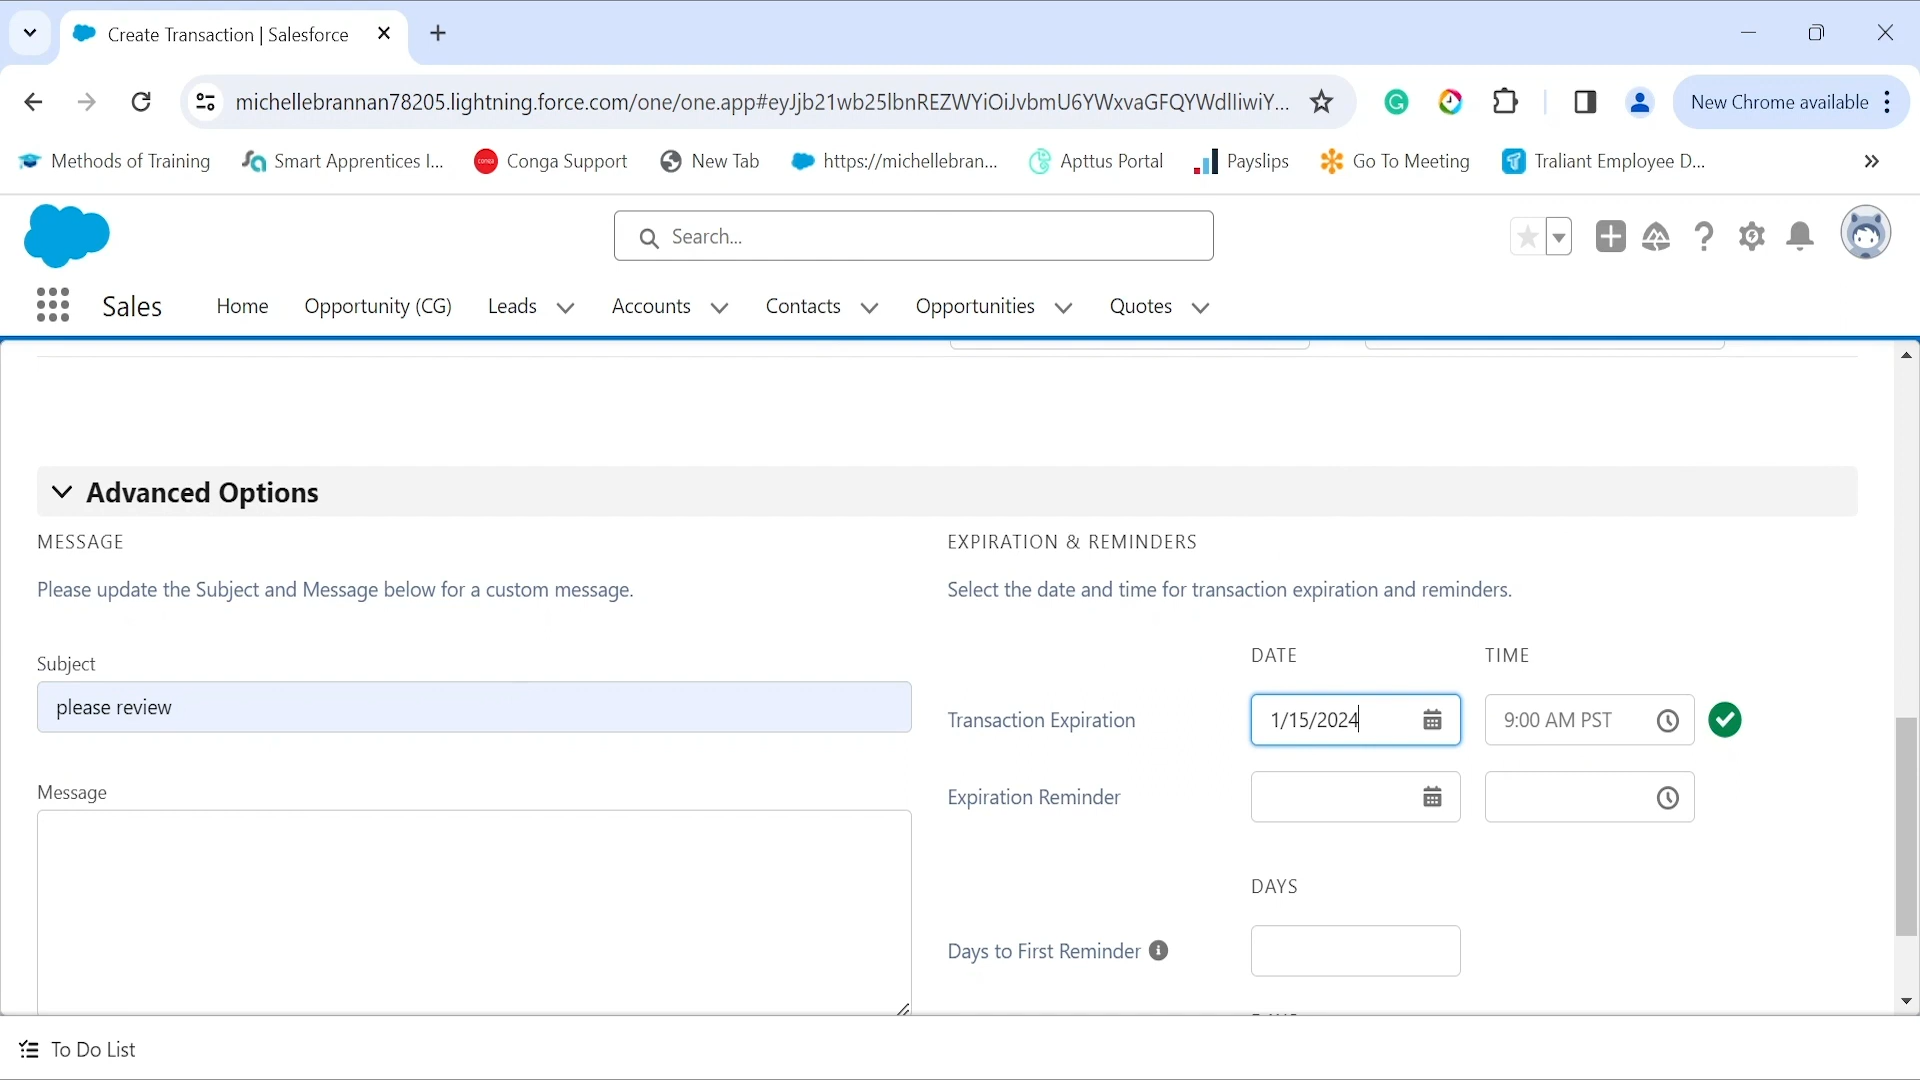 Create Transaction | Salesforce
michellebrannan78205.lightning.force.com/one/one.app#eyJjb21wb25lbnREZWYiOiJvbmU6YWxvaGFQYWdlIiwiY...
New Chrome available
Methods of Training
Smart Apprentices I...
conga
Conga Support
New Tab
https://michellebran...
Apttus Portal
Payslips
Go To Meeting
Traliant Employee D...
Search...
Sales
Home
Opportunity (CG)
Leads
Accounts
Contacts
Opportunities
Quotes
Advanced Options
MESSAGE
Please update the Subject and Message below for a custom message.
Subject
please review
Message
EXPIRATION & REMINDERS
Select the date and time for transaction expiration and reminders.
DATE
TIME
Transaction Expiration
1/15/2024
9:00 AM PST
Expiration Reminder
DAYS
Days to First Reminder
To Do List